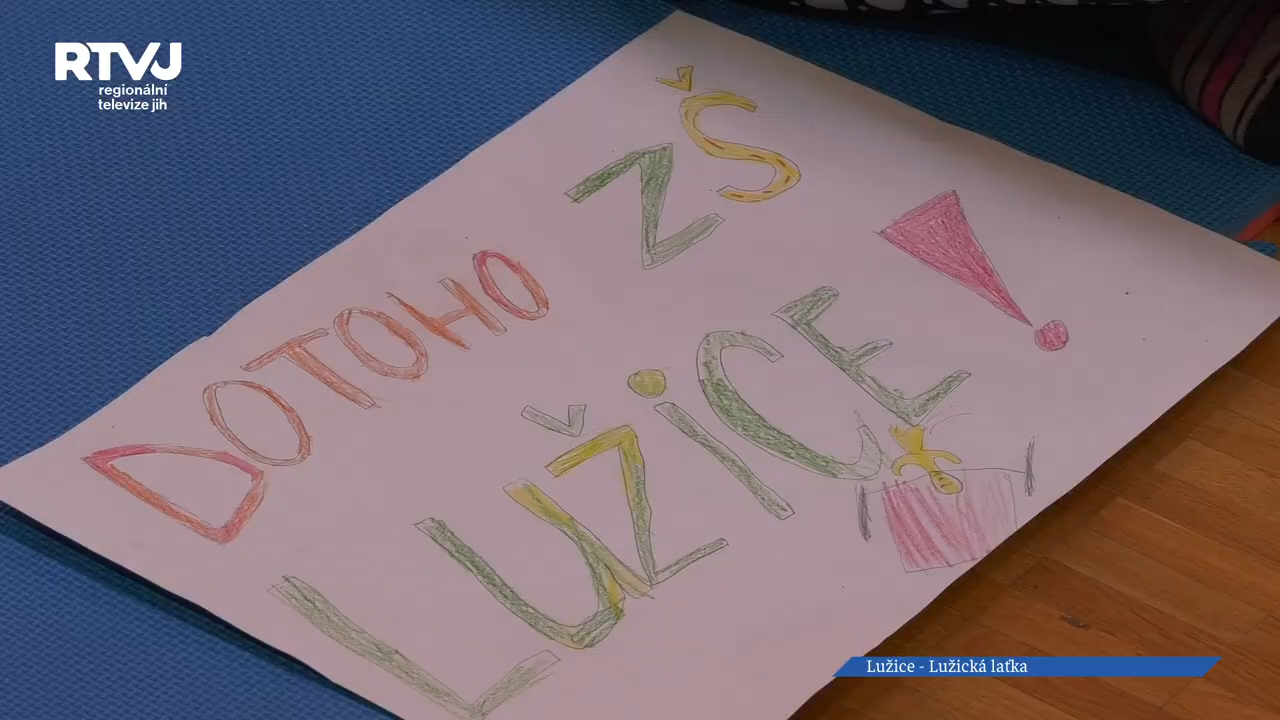 RTVJ
regionální
televize jih
DOTOHO ZŠ
LUŽICE!
Lužice - Lužická laťka